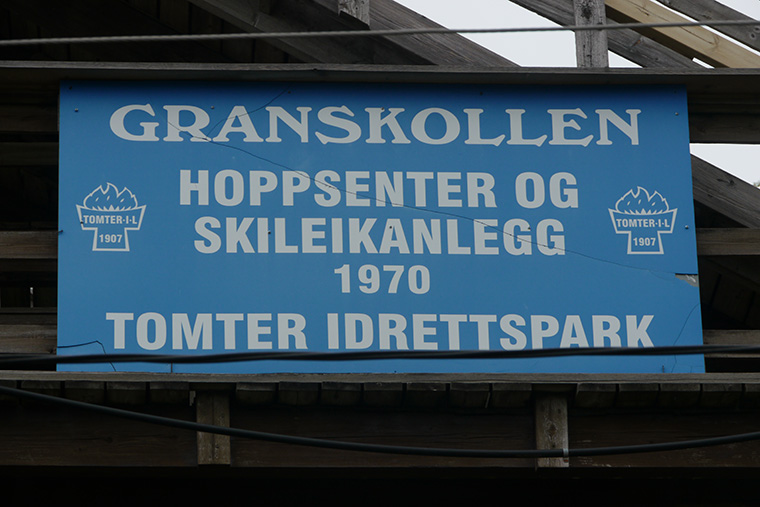 GRANSKOLLEN
HOPPSENTER OG
SKILEIKANLEGG
1970
TOMTER IDRETTSPARK
TOMTER·I·L
1907
TOMTER·I·L
1907